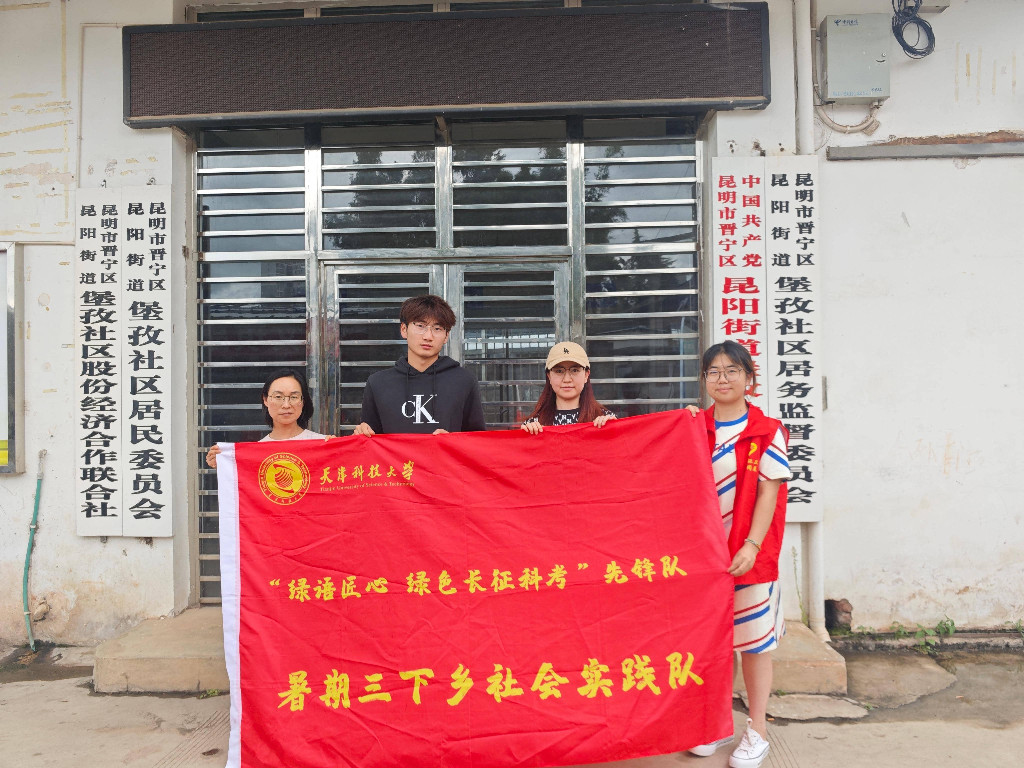 昆明市晋宁区
昆阳街道
堡孜社区股份经济合作联合社
昆明市晋宁区
昆阳街道
堡孜社区居民委员会
中国共产党
昆明市晋宁区
昆阳街道
昆明市晋宁区
昆阳街道
堡孜社区居务监督委员会
天津科技大学
Tianjin University of Science & Technology
“绿语匠心 绿色长征科考”先锋队
暑期三下乡社会实践队
CK